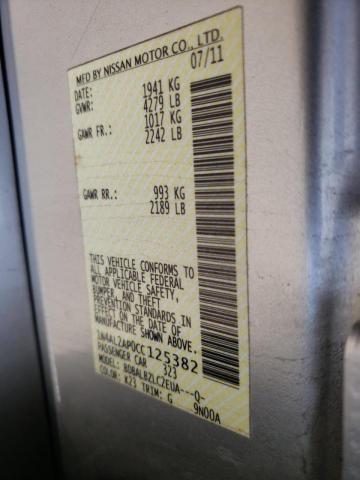 MFD BY NISSAN MOTOR CO., LTD.
07/11
DATE: 1941 KG
GVWR: 4279 LB
1017 KG
GAWR FR.: 2242 LB
GAWR RR.: 993 KG
2189 LB
THIS VEHICLE CONFORMS TO
ALL APPLICABLE FEDERAL
MOTOR VEHICLE SAFETY,
BUMPER, AND THEFT
PREVENTION STANDARDS IN
EFFECT ON THE DATE OF
MANUFACTURE SHOWN ABOVE.
1N4AL2AP0CC125382
PASSENGER CAR 323
MODEL: BDBALBZLC2EUA---Q-
COLOR: K23 TRIM: G 9N00A